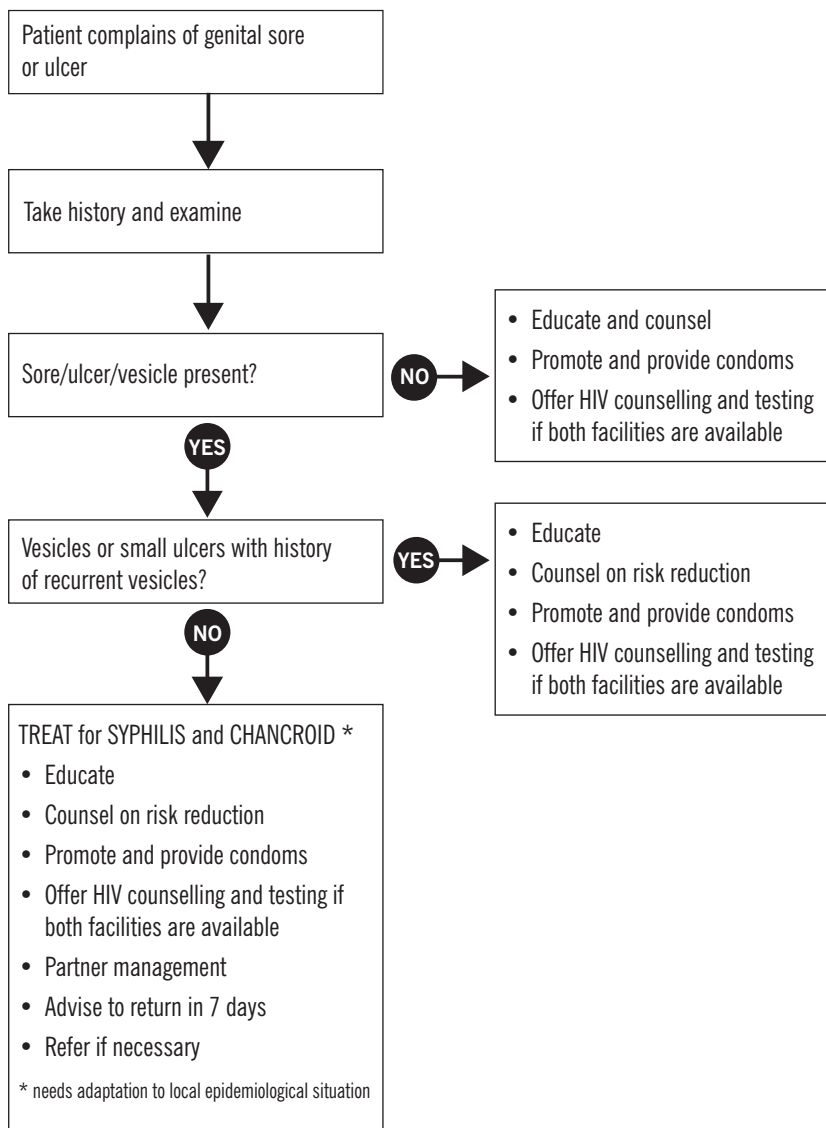 Patient complains of genital sore
or ulcer
Take history and examine
Sore/ulcer/vesicle present?
NO
• Educate and counsel
• Promote and provide condoms
• Offer HIV counselling and testing
if both facilities are available
YES
Vesicles or small ulcers with history
of recurrent vesicles?
YES
• Educate
• Counsel on risk reduction
• Promote and provide condoms
• Offer HIV counselling and testing
if both facilities are available
NO
TREAT for SYPHILIS and CHANCROID *
• Educate
• Counsel on risk reduction
• Promote and provide condoms
• Offer HIV counselling and testing if
both facilities are available
• Partner management
• Advise to return in 7 days
• Refer if necessary
* needs adaptation to local epidemiological situation